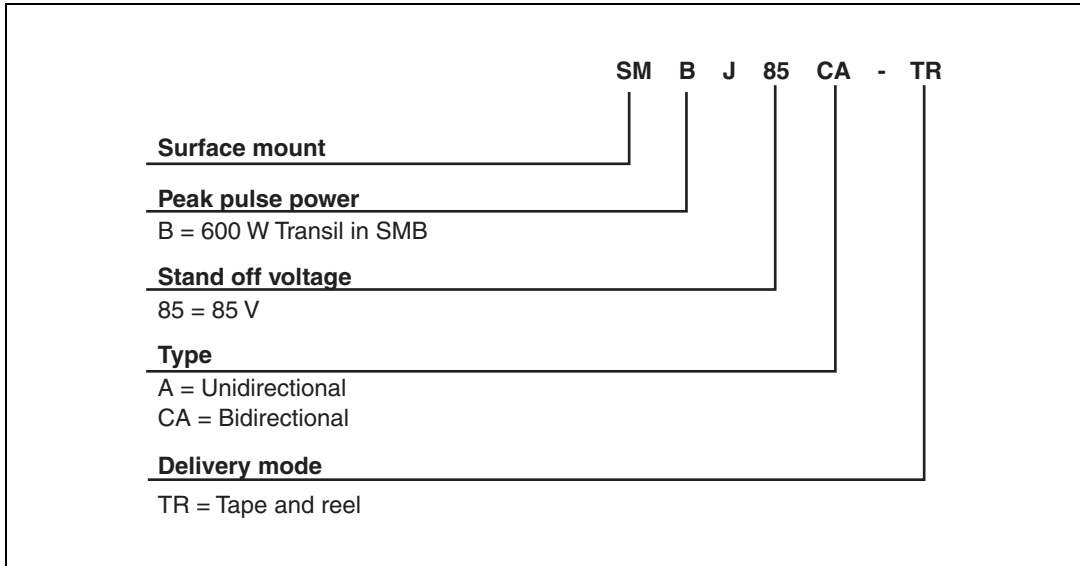 SM B J 85 CA - TR
Surface mount
Peak pulse power
B = 600 W Transil in SMB
Stand off voltage
85 = 85 V
Type
A = Unidirectional
CA = Bidirectional
Delivery mode
TR = Tape and reel